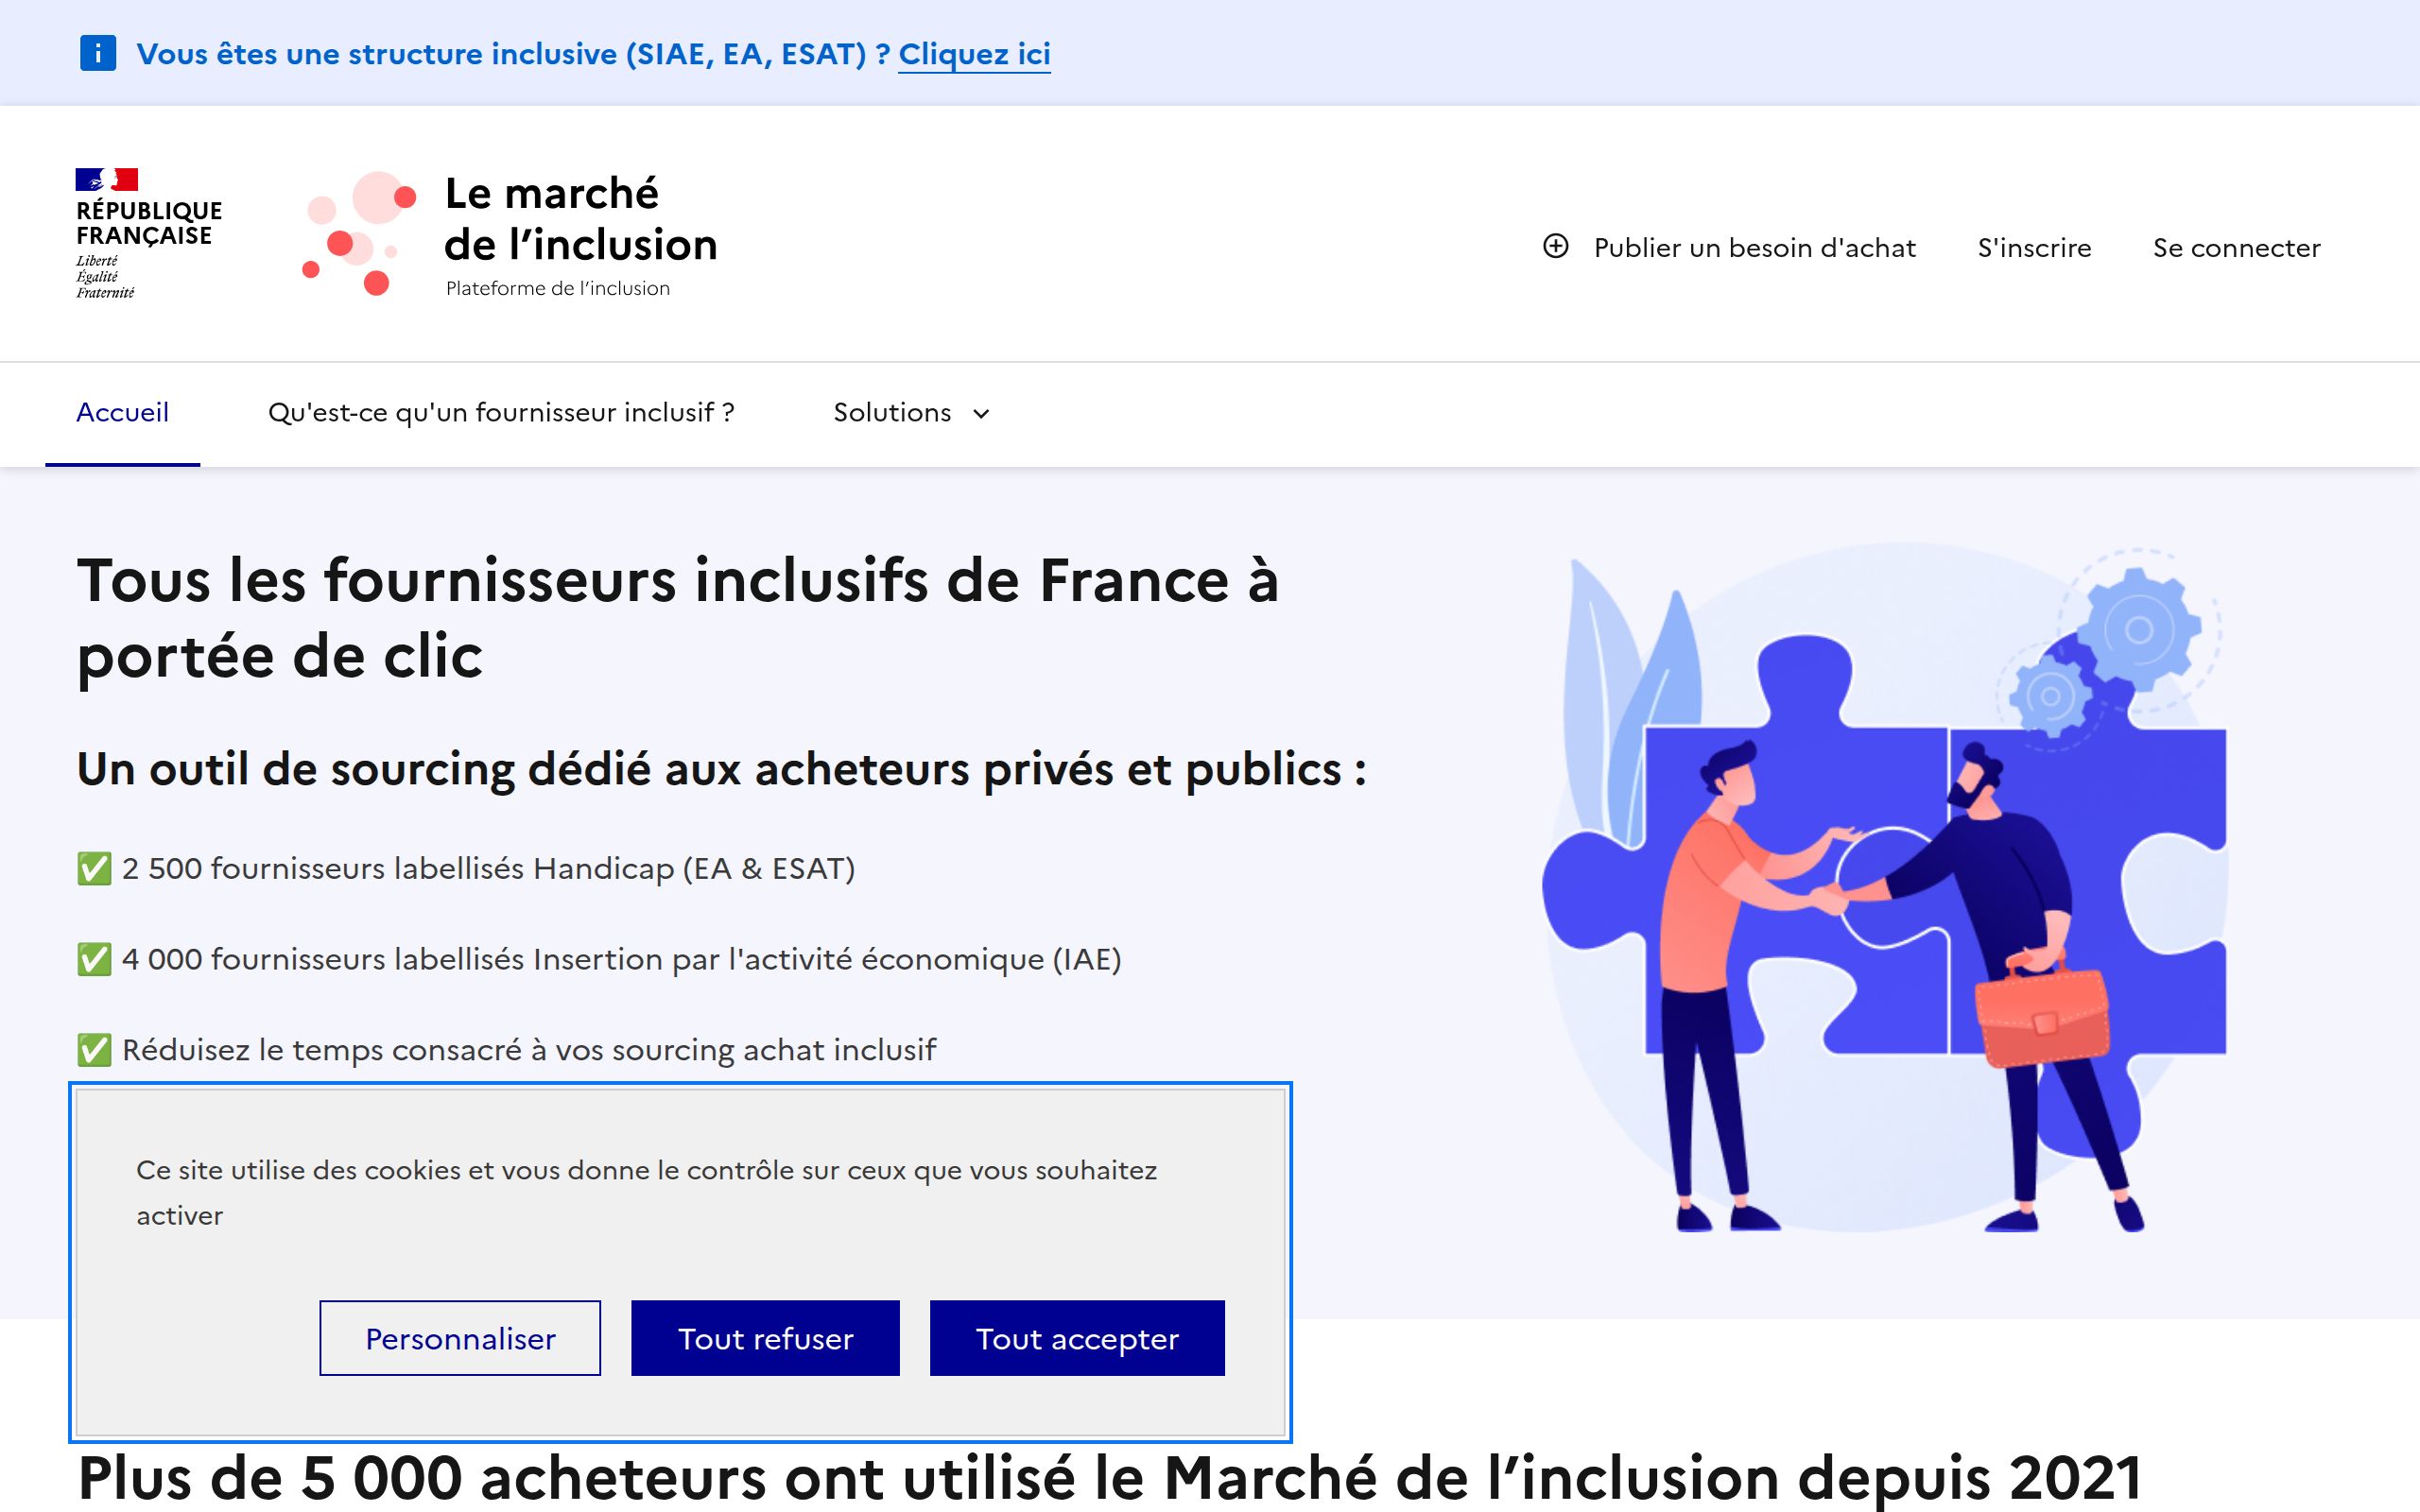 i Vous êtes une structure inclusive (SIAE, EA, ESAT) ? Cliquez ici
RÉPUBLIQUE
FRANÇAISE
Liberté
Égalité
Fraternité
Le marché
de l'inclusion
Plateforme de l'inclusion
Publier un besoin d'achat
S'inscrire
Se connecter
Accueil
Qu'est-ce qu'un fournisseur inclusif ?
Solutions
Tous les fournisseurs inclusifs de France à
portée de clic
Un outil de sourcing dédié aux acheteurs privés et publics :
✅ 2 500 fournisseurs labellisés Handicap (EA & ESAT)
✅ 4 000 fournisseurs labellisés Insertion par l'activité économique (IAE)
✅ Réduisez le temps consacré à vos sourcing achat inclusif
Ce site utilise des cookies et vous donne le contrôle sur ceux que vous souhaitez
activer
Personnaliser
Tout refuser
Tout accepter
Plus de 5 000 acheteurs ont utilisé le Marché de l’inclusion depuis 2021